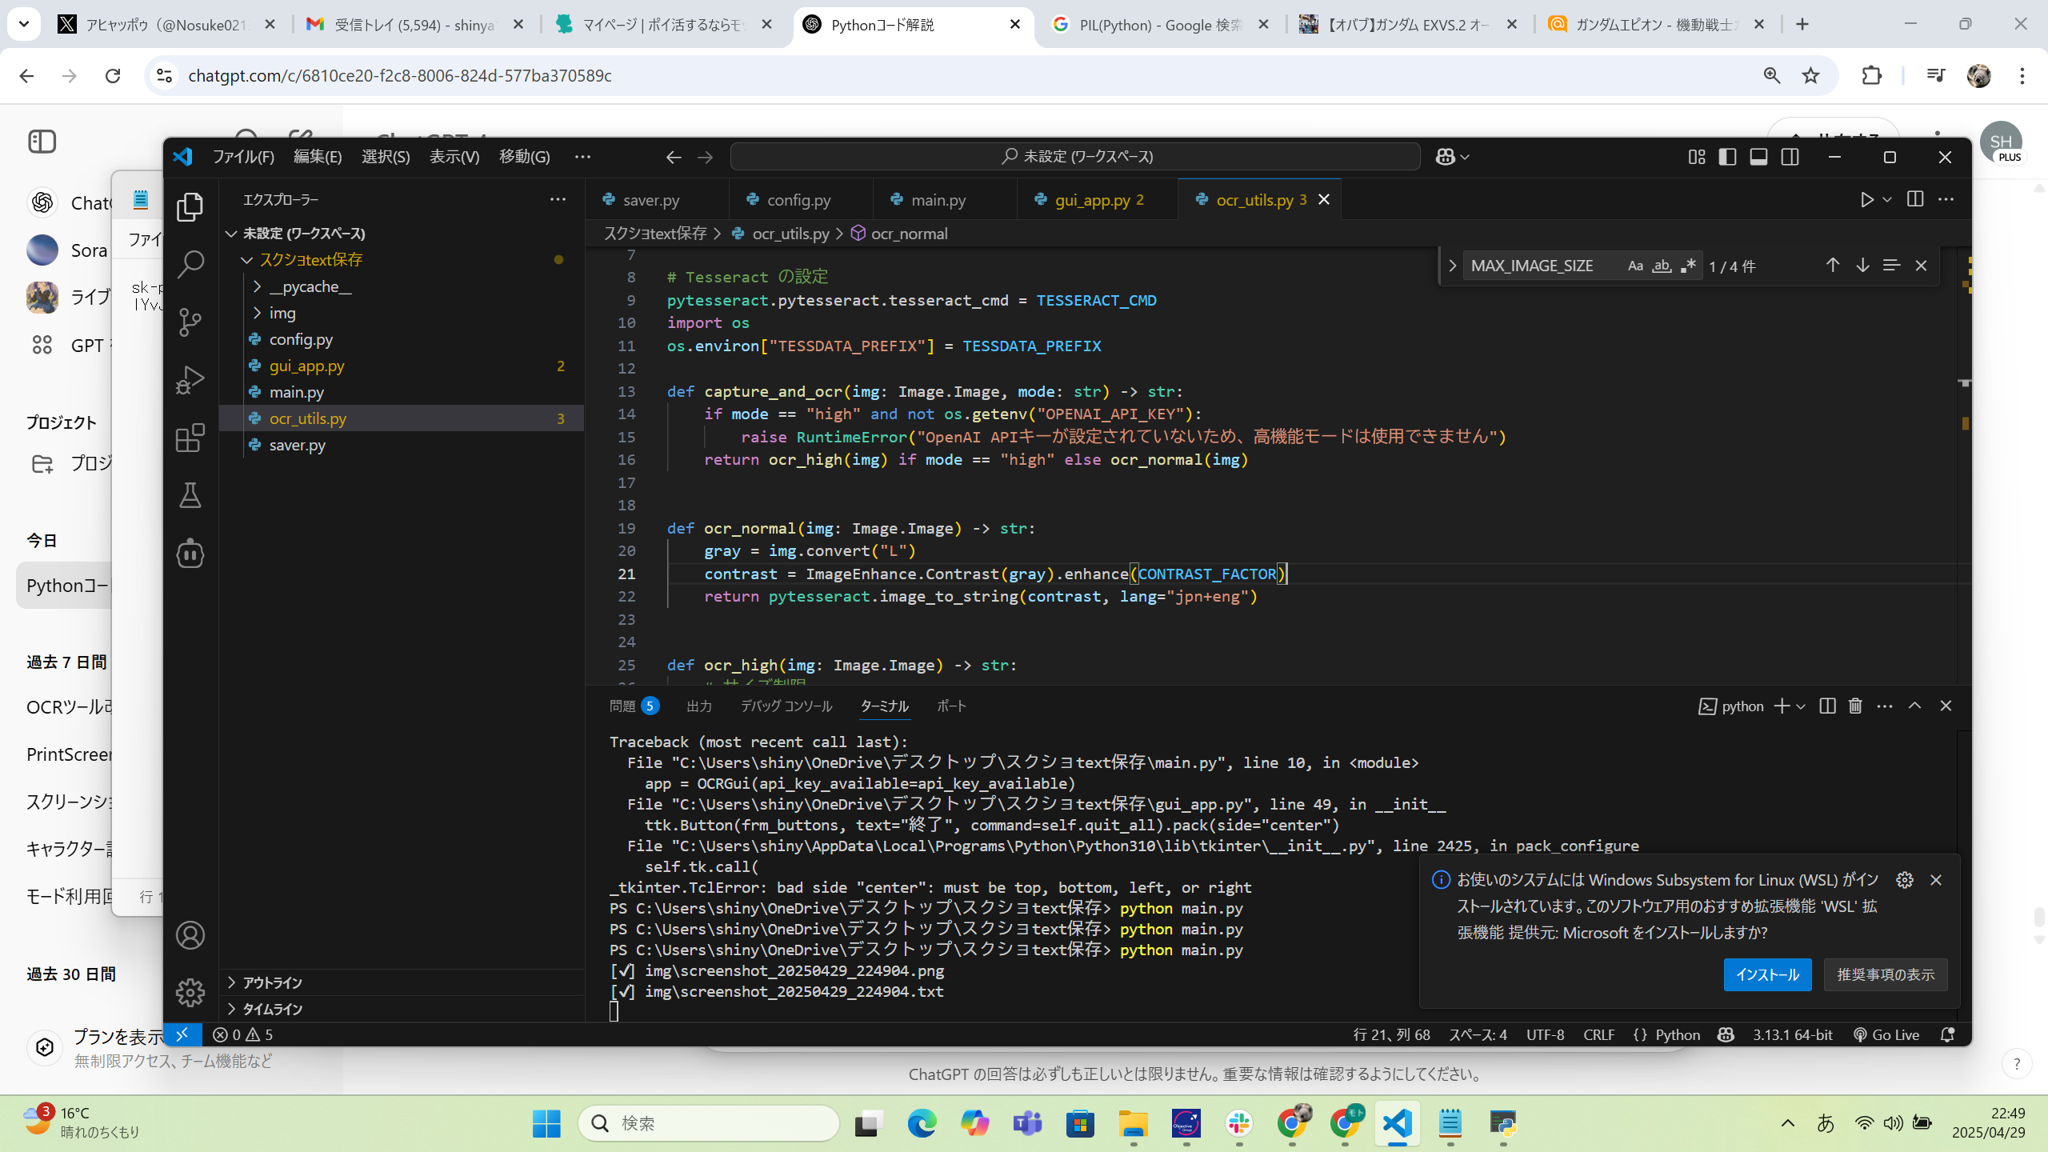 アヒャッポゥ（@Nosuke021
受信トレイ (5,594) - shinya
マイページ | ポイ活するならモッ
Pythonコード解説
PIL(Python) - Google 検索
【オバブ】ガンダム EXVS.2 オー
ガンダムエピオン - 機動戦士
chatgpt.com/c/6810ce20-f2c8-8006-824d-577ba370589c
SH
PLUS
Sora
ライブ
GPT
プロジェクト
プロジ
今日
Pythonコー
過去 7 日間
OCRツール
PrintScreen
スクリーンシ
キャラクター
モード利用
過去 30 日間
プランを表示
無制限アクセス、チーム機能など
ファイ
sk-p
行 1
ファイル(F)
編集(E)
選択(S)
表示(V)
移動(G)
未設定 (ワークスペース)
エクスプローラー
未設定 (ワークスペース)
スクショtext保存
__pycache__
img
config.py
gui_app.py 2
main.py
ocr_utils.py 3
saver.py
アウトライン
タイムライン
saver.py
config.py
main.py
gui_app.py 2
ocr_utils.py 3
スクショtext保存 > ocr_utils.py > ocr_normal
MAX_IMAGE_SIZE
Aa
ab
1 / 4 件
7
8 # Tesseract の設定
9 pytesseract.pytesseract.tesseract_cmd = TESSERACT_CMD
10 import os
11 os.environ["TESSDATA_PREFIX"] = TESSDATA_PREFIX
12
13 def capture_and_ocr(img: Image.Image, mode: str) -> str:
14 if mode == "high" and not os.getenv("OPENAI_API_KEY"):
15 raise RuntimeError("OpenAI APIキーが設定されていないため、高機能モードは使用できません")
16 return ocr_high(img) if mode == "high" else ocr_normal(img)
17
18
19 def ocr_normal(img: Image.Image) -> str:
20 gray = img.convert("L")
21 contrast = ImageEnhance.Contrast(gray).enhance(CONTRAST_FACTOR)
22 return pytesseract.image_to_string(contrast, lang="jpn+eng")
23
24
25 def ocr_high(img: Image.Image) -> str:
# サイズ制限
問題 5
出力
デバッグ コンソール
ターミナル
ポート
python
Traceback (most recent call last):
File "C:\Users\shiny\OneDrive\デスクトップ\スクショtext保存\main.py", line 10, in <module>
app = OCRGui(api_key_available=api_key_available)
File "C:\Users\shiny\OneDrive\デスクトップ\スクショtext保存\gui_app.py", line 49, in __init__
ttk.Button(frm_buttons, text="終了", command=self.quit_all).pack(side="center")
File "C:\Users\shiny\AppData\Local\Programs\Python\Python310\lib\tkinter\__init__.py", line 2425, in pack_configure
self.tk.call(
_tkinter.TclError: bad side "center": must be top, bottom, left, or right
PS C:\Users\shiny\OneDrive\デスクトップ\スクショtext保存> python main.py
PS C:\Users\shiny\OneDrive\デスクトップ\スクショtext保存> python main.py
PS C:\Users\shiny\OneDrive\デスクトップ\スクショtext保存> python main.py
[✓] img\screenshot_20250429_224904.png
[✓] img\screenshot_20250429_224904.txt
お使いのシステムには Windows Subsystem for Linux (WSL) がイン
ストールされています。このソフトウェア用のおすすめ拡張機能 'WSL' 拡
張機能 提供元: Microsoft をインストールしますか?
インストール
推奨事項の表示
0
5
行 21、列 68
スペース: 4
UTF-8
CRLF
{ } Python
3.13.1 64-bit
Go Live
ChatGPT の回答は必ずしも正しいとは限りません。重要な情報は確認するようにしてください。
?
3
16°C
晴れのちくもり
検索
あ
22:49
2025/04/29